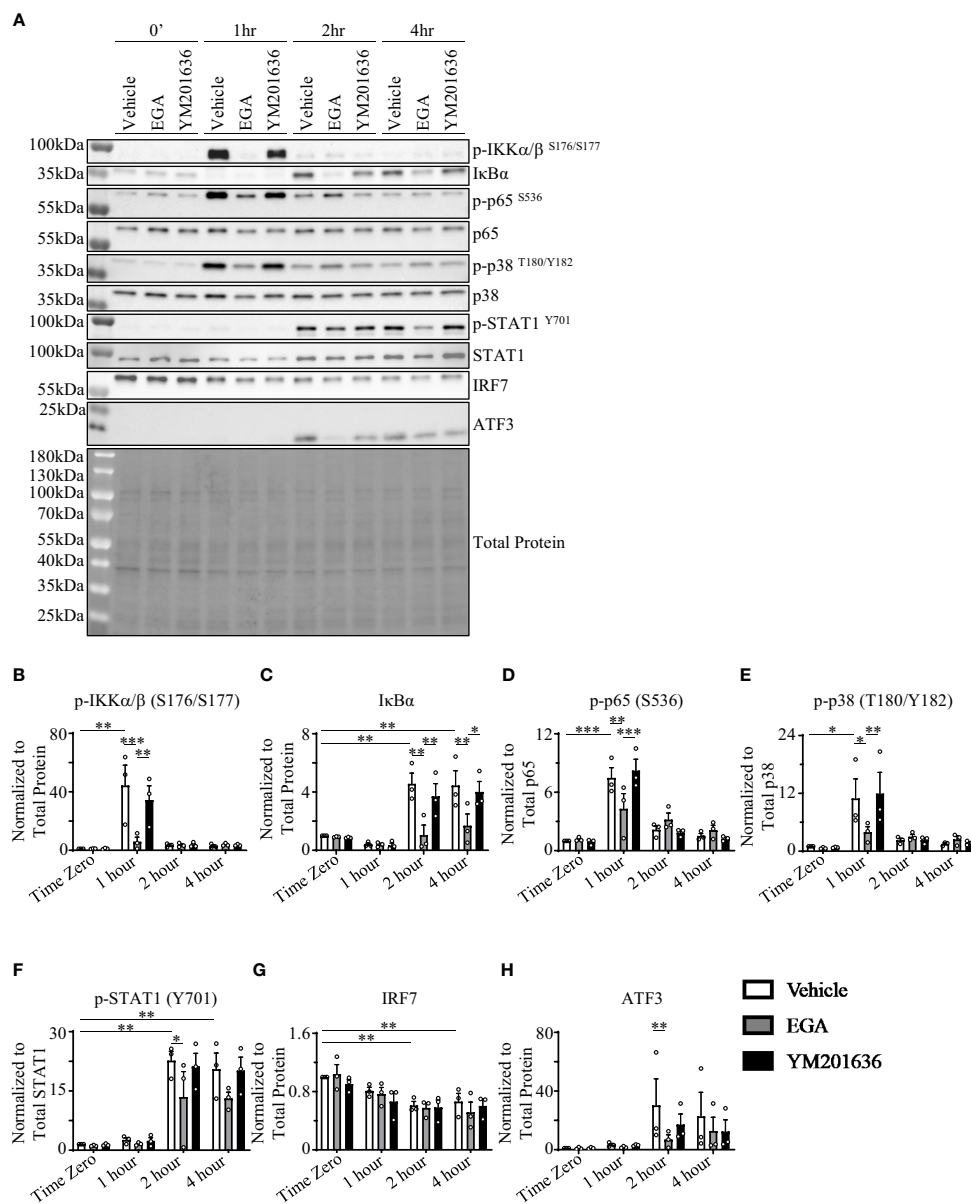 A
0’ 1hr 2hr 4hr
Vehicle EGA YM201636 Vehicle EGA YM201636 Vehicle EGA YM201636 Vehicle EGA YM201636
100kDa p-IKKα/β S176/S177
35kDa IκBα
55kDa p-p65 S536
55kDa p65
35kDa p-p38 T180/Y182
35kDa p38
100kDa p-STAT1 Y701
100kDa STAT1
55kDa IRF7
25kDa ATF3
180kDa
130kDa
100kDa
70kDa
55kDa Total Protein
40kDa
35kDa
25kDa
B
p-IKKα/β (S176/S177)
Normalized to
Total Protein
80
40
0
** *** **
Time Zero 1 hour 2 hour 4 hour
C
IκBα
Normalized to
Total Protein
8
4
0
** ** ** ** ** *
Time Zero 1 hour 2 hour 4 hour
D
p-p65 (S536)
Normalized to
Total p65
12
6
0
*** ** ***
Time Zero 1 hour 2 hour 4 hour
E
p-p38 (T180/Y182)
Normalized to
Total p38
24
12
0
* * **
Time Zero 1 hour 2 hour 4 hour
F
p-STAT1 (Y701)
Normalized to
Total STAT1
30
15
0
** ** *
Time Zero 1 hour 2 hour 4 hour
G
IRF7
Normalized to
Total Protein
1.6
0.8
0.0
** **
Time Zero 1 hour 2 hour 4 hour
H
ATF3
Normalized to
Total Protein
80
40
0
**
Time Zero 1 hour 2 hour 4 hour
Vehicle
EGA
YM201636